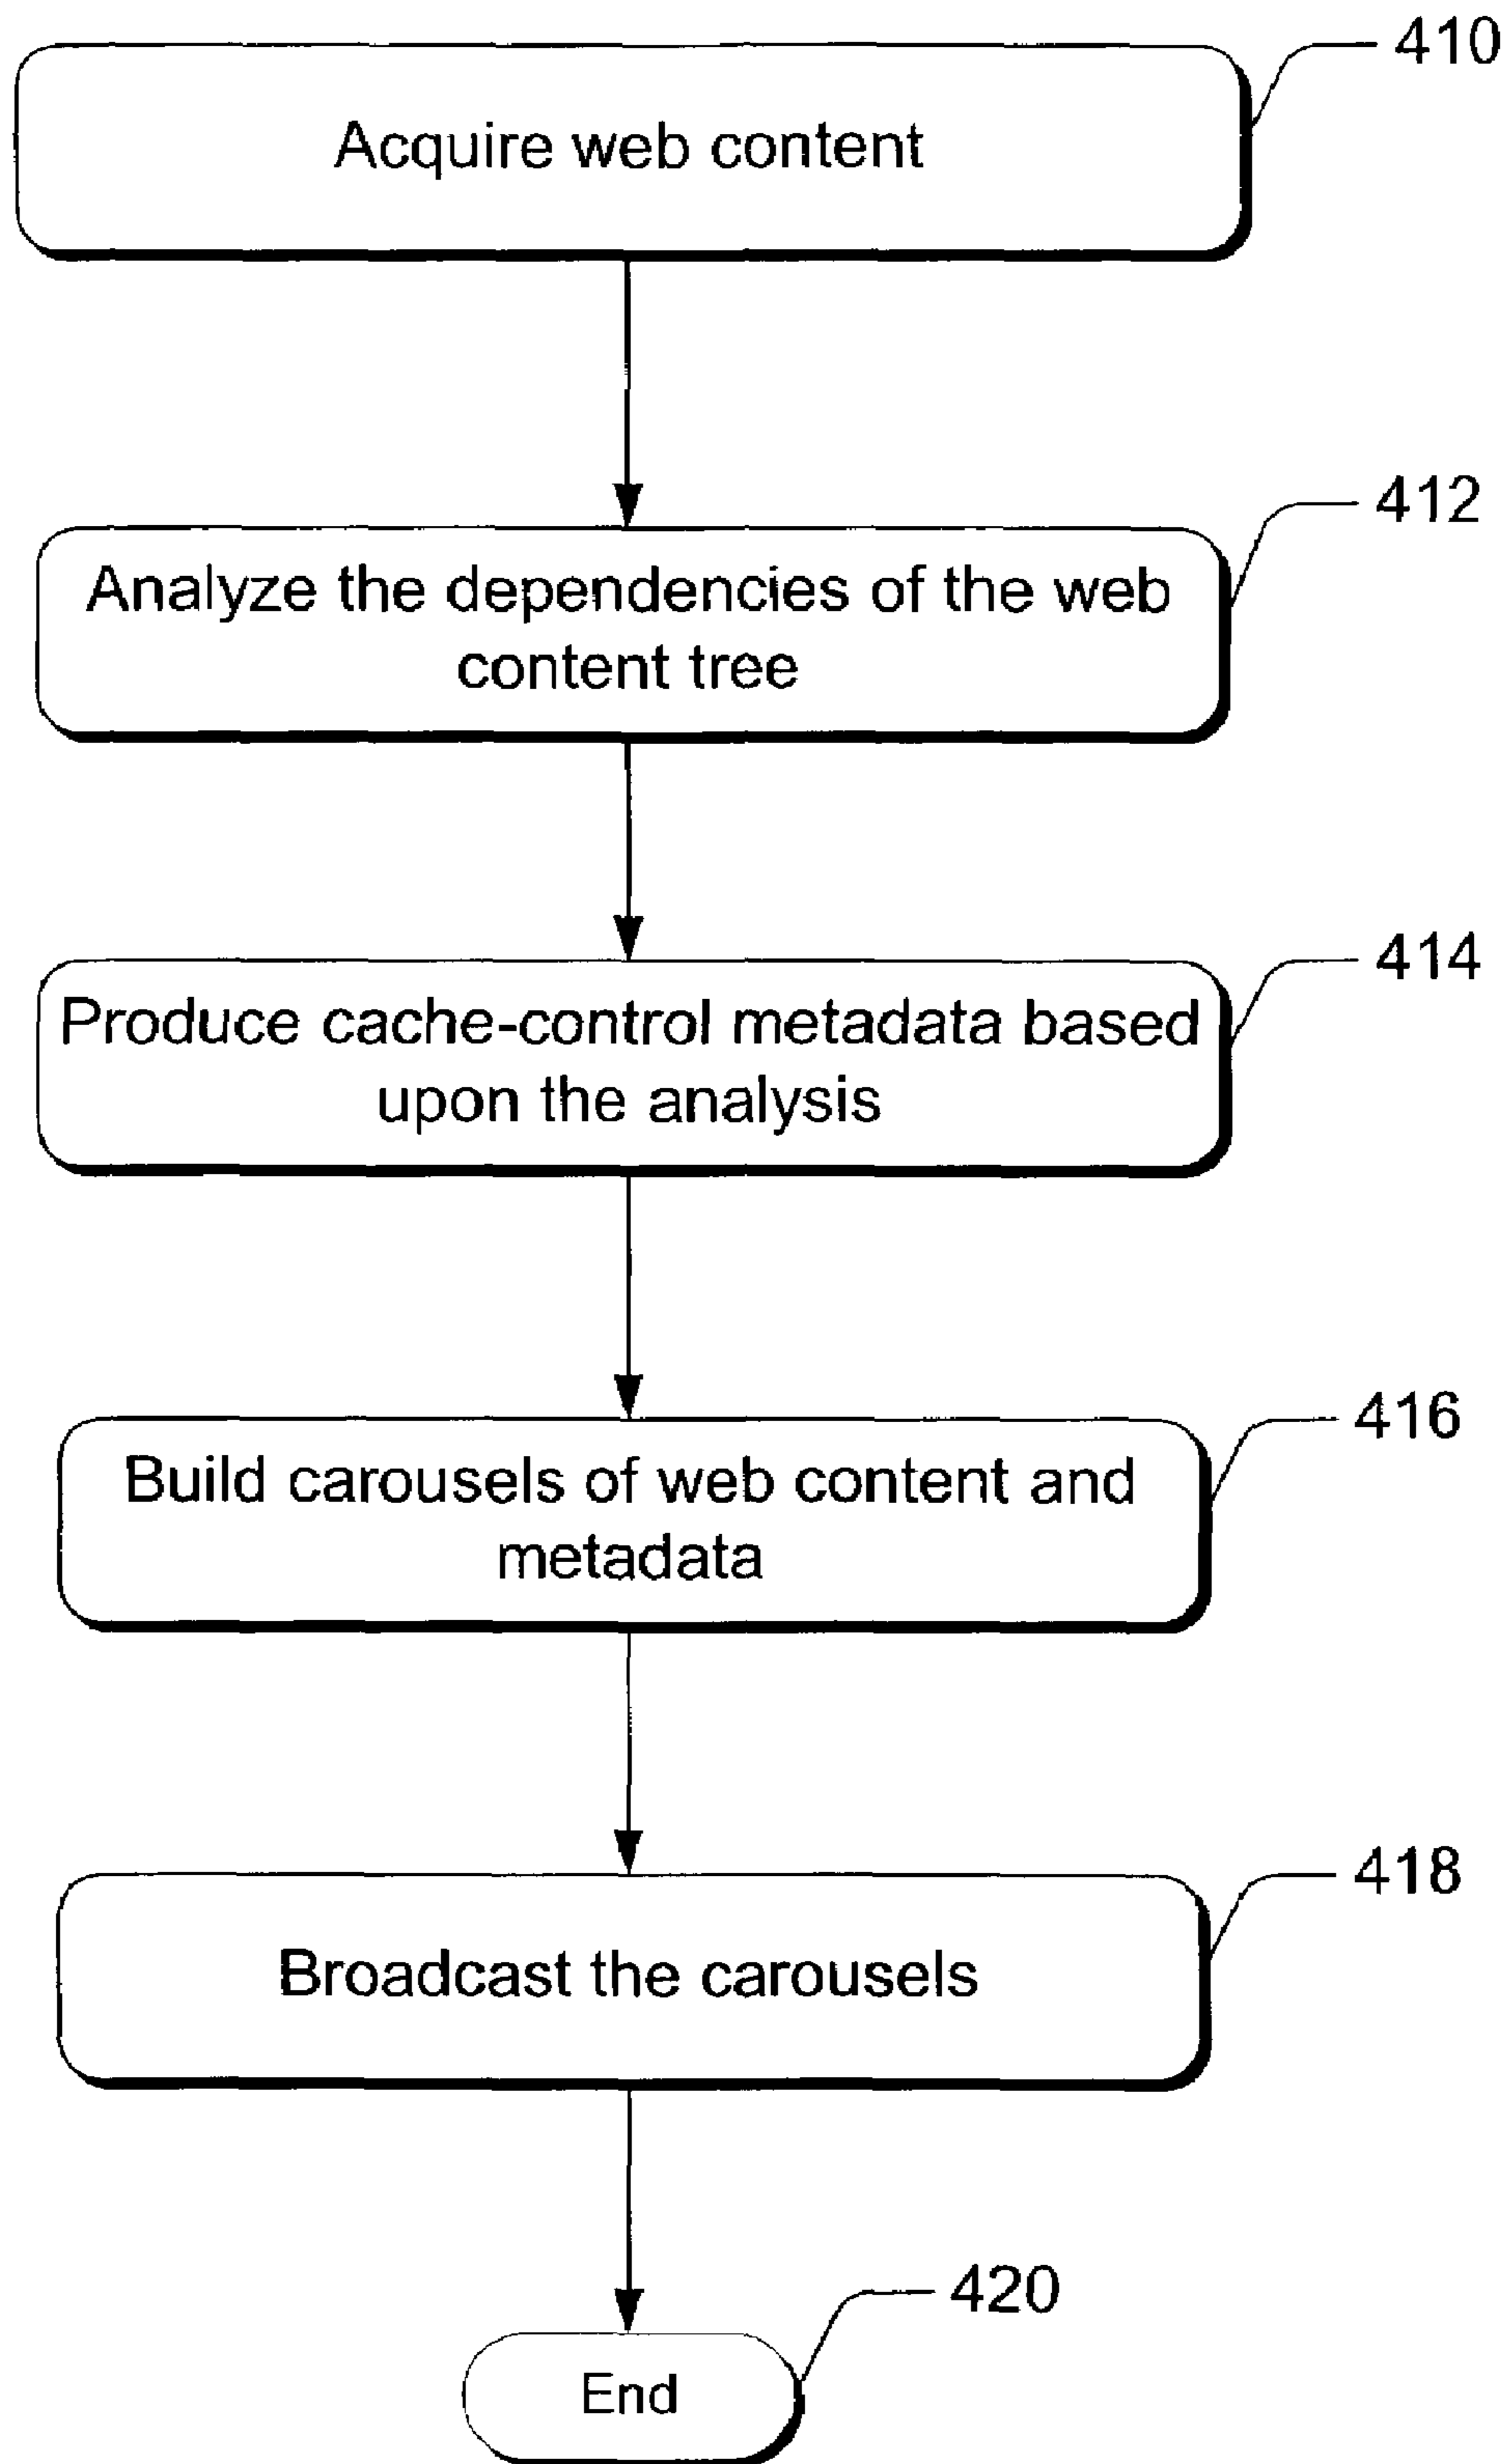 410
Acquire web content
412
Analyze the dependencies of the web
content tree
414
Produce cache-control metadata based
upon the analysis
416
Build carousels of web content and
metadata
418
Broadcast the carousels
420
End